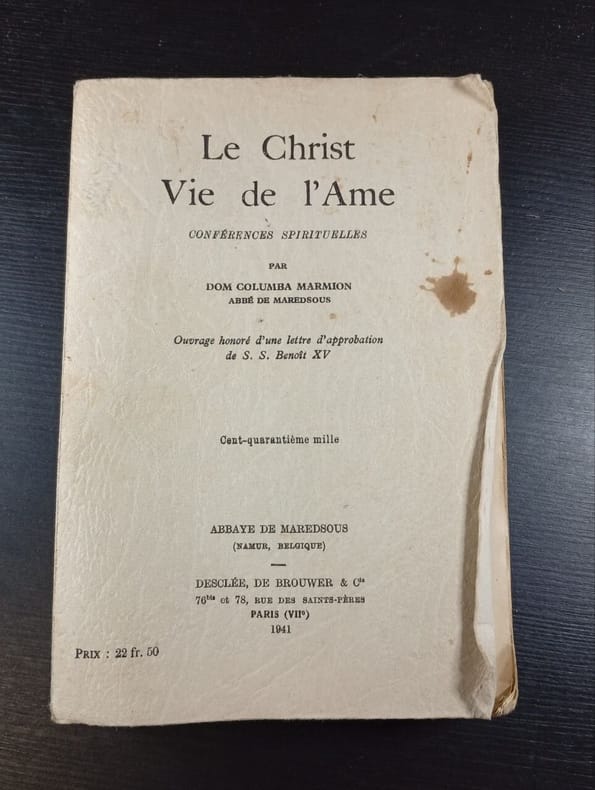 Le Christ
Vie de l'Ame
CONFÉRENCES SPIRITUELLES
PAR
DOM COLUMBA MARMION
ABBÉ DE MAREDSOUS
Ouvrage honoré d'une lettre d'approbation
de S. S. Benoît XV
Cent-quarantième mille
ABBAYE DE MAREDSOUS
(NAMUR, BELGIQUE)
DESCLÉE, DE BROUWER & Cie
76bis et 78, RUE DES SAINTS-PÈRES
PARIS (VIIe)
1941
PRIX : 22 fr. 50